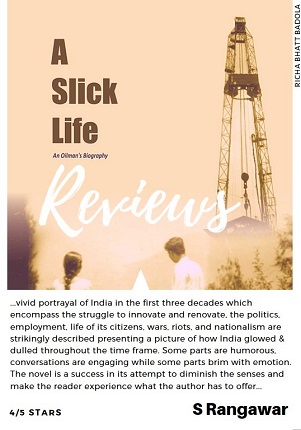 RICHA BHATT BADOLA
A
Slick
Life
An Oilman's Biography
Reviews
...vivid portrayal of India in the first three decades which
encompass the struggle to innovate and renovate, the politics,
employment, life of its citizens, wars, riots, and nationalism are
strikingly described presenting a picture of how India glowed &
dulled throughout the time frame. Some parts are humorous,
conversations are engaging while some parts brim with emotion.
The novel is a success in its attempt to diminish the senses and
make the reader experience what the author has to offer...
4/5 STARS
S Rangawar